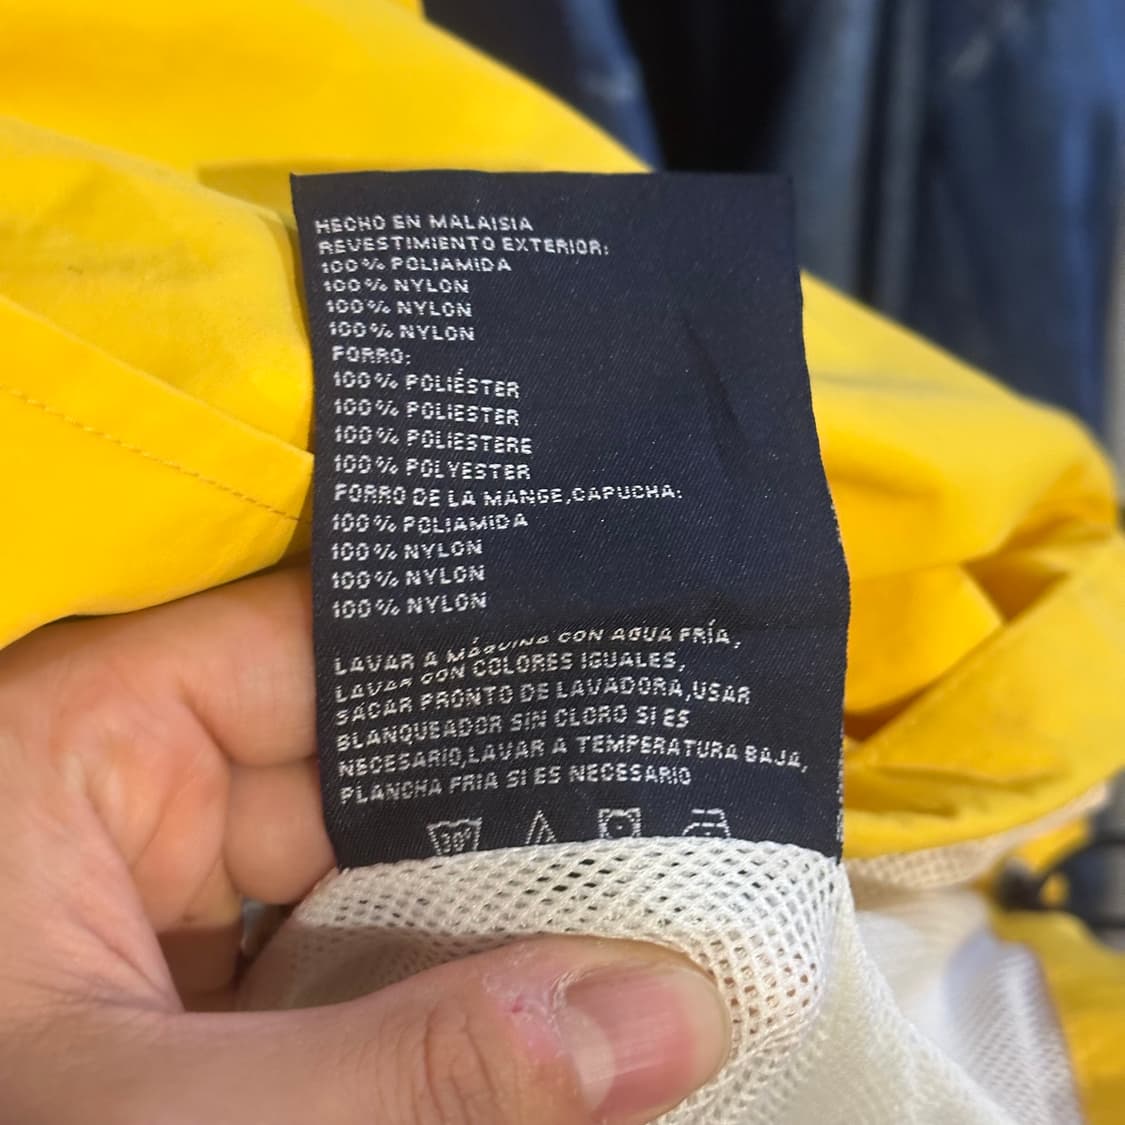 HECHO EN MALAISIA
REVESTIMIENTO EXTERIOR:
100% POLIAMIDA
100% NYLON
100% NYLON
100% NYLON
FORRO:
100% POLIÉSTER
100% POLIESTER
100% POLIESTERE
100% POLYESTER
FORRO DE LA MANGE,CAPUCHA:
100% POLIAMIDA
100% NYLON
100% NYLON
100% NYLON
LAVAR A MÁQUINA CON AGUA FRÍA,
LAVAR CON COLORES IGUALES,
SACAR PRONTO DE LAVADORA,USAR
BLANQUEADOR SIN CLORO SI ES
NECESARIO,LAVAR A TEMPERATURA BAJA,
PLANCHA FRIA SI ES NECESARIO
30°